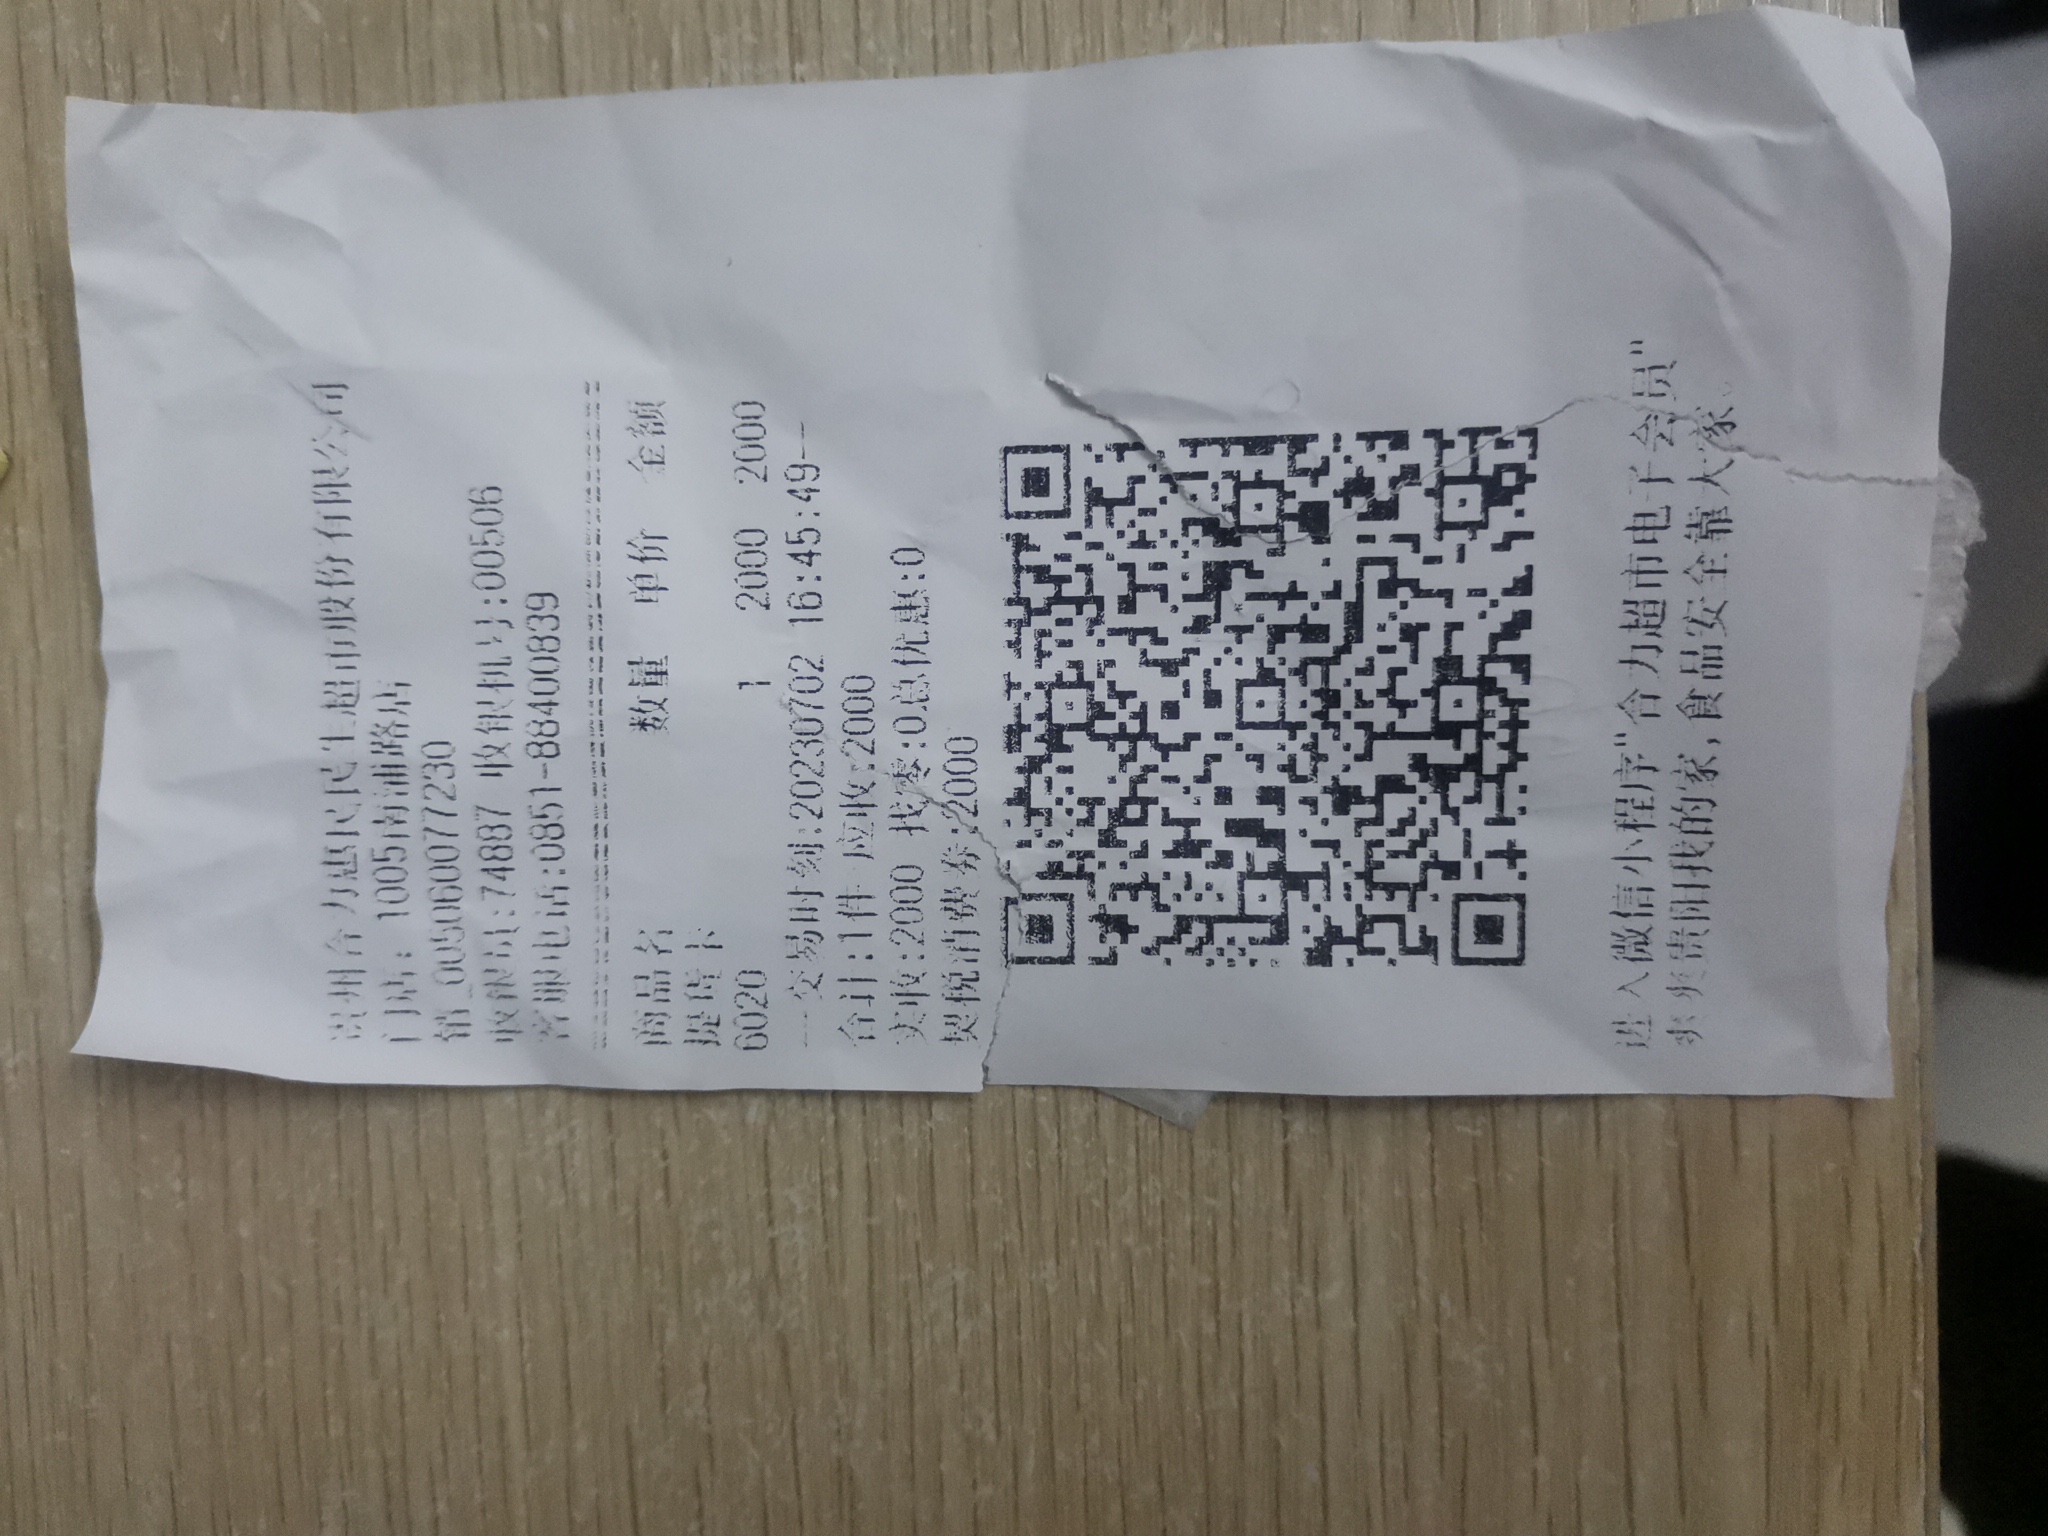 贵州合力惠民民生超市股份有限公司
门店: 1005南浦路店
销_0050606077230
收银员:74887 收银机号:00506
客服电话:0851-88400839
商品名 数量 单价 金额
提货卡
6020 1 2000 2000
--交易时刻:20230702 16:45:49--
合计:1件 应收:2000
实收:2000 找零:0总优惠:0
契税消费券:2000
进入微信小程序"合力超市电子会员"
爽爽贵阳我的家,食品安全靠大家。